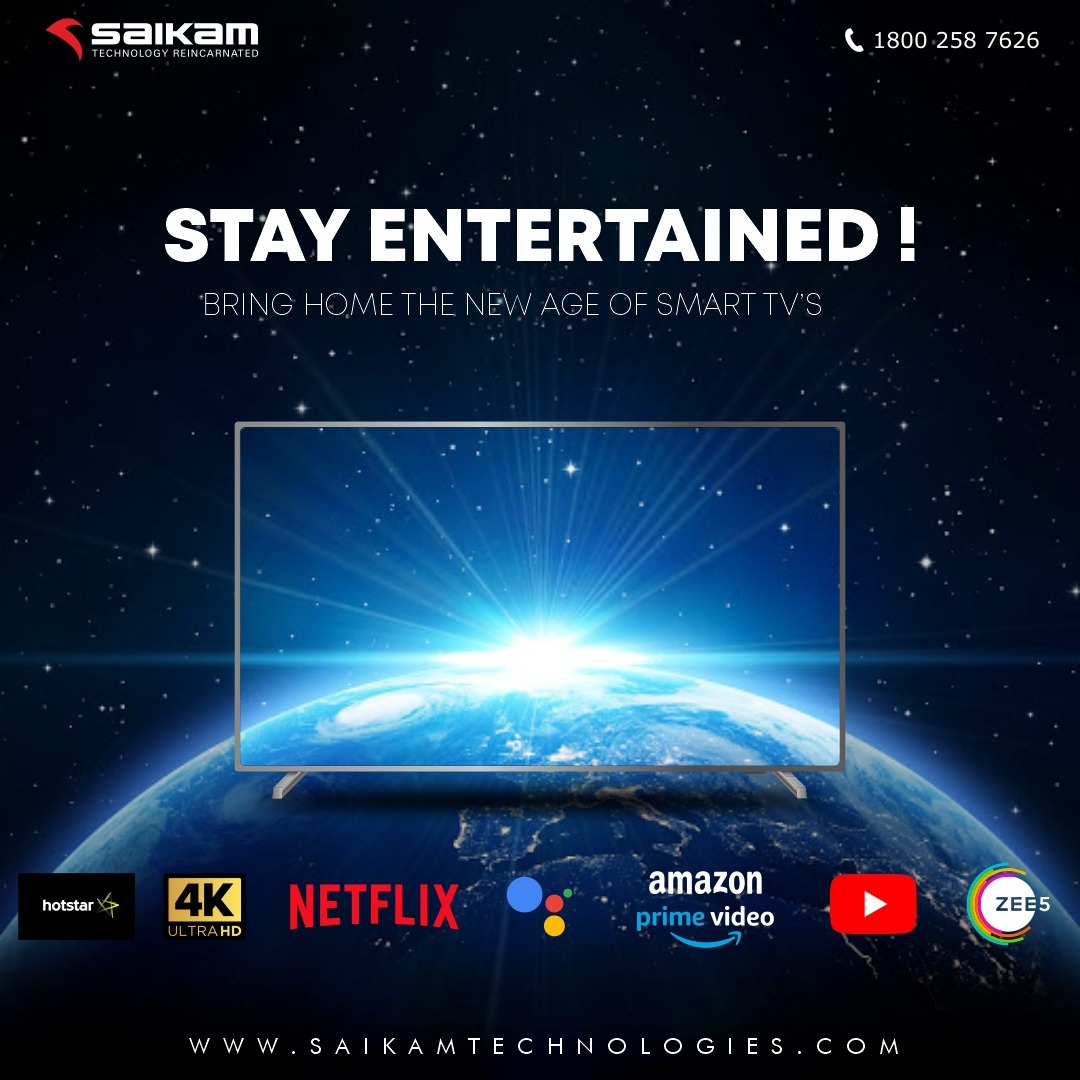 SAIKAM
TECHNOLOGY REINCARNATED
1800 258 7626
STAY ENTERTAINED !
BRING HOME THE NEW AGE OF SMART TV'S
hotstar
4K
ULTRA HD
NETFLIX
amazon
prime video
ZEE5
WWW.SAIKAMTECHNOLOGIES.COM